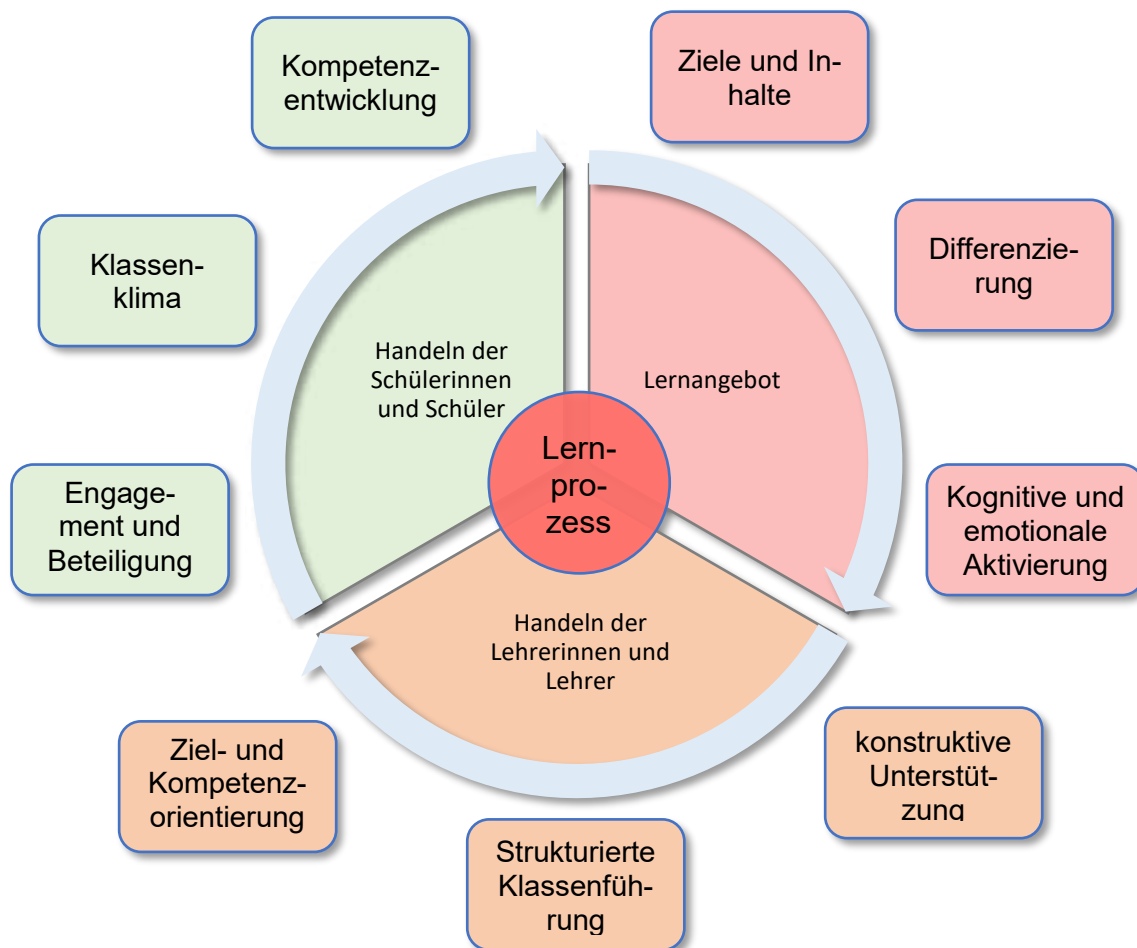 Kompetenz-
entwicklung
Ziele und In-
halte
Klassen-
klima
Differenzie-
rung
Handeln der
Schülerinnen
und Schüler
Lernangebot
Lern-
pro-
zess
Engage-
ment und
Beteiligung
Kognitive und
emotionale
Aktivierung
Handeln der
Lehrerinnen und
Lehrer
Ziel- und
Kompetenz-
orientierung
konstruktive
Unterstüt-
zung
Strukturierte
Klassenfüh-
rung